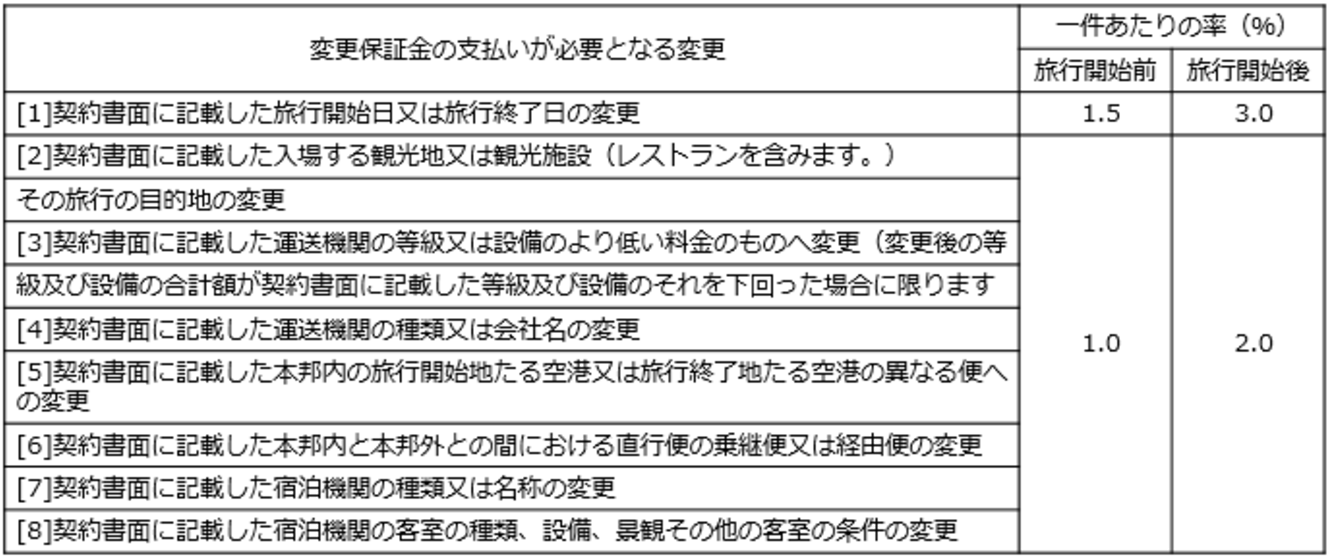 変更保証金の支払いが必要となる変更
一件あたりの率（%）
旅行開始前
旅行開始後
[1]契約書面に記載した旅行開始日又は旅行終了日の変更
1.5
3.0
[2]契約書面に記載した入場する観光地又は観光施設（レストランを含みます。）
その旅行の目的地の変更
[3]契約書面に記載した運送機関の等級又は設備のより低い料金のものへ変更（変更後の等
級及び設備の合計額が契約書面に記載した等級及び設備のそれを下回った場合に限ります
[4]契約書面に記載した運送機関の種類又は会社名の変更
1.0
2.0
[5]契約書面に記載した本邦内の旅行開始地たる空港又は旅行終了地たる空港の異なる便へ
の変更
[6]契約書面に記載した本邦内と本邦外との間における直行便の乗継便又は経由便の変更
[7]契約書面に記載した宿泊機関の種類又は名称の変更
[8]契約書面に記載した宿泊機関の客室の種類、設備、景観その他の客室の条件の変更